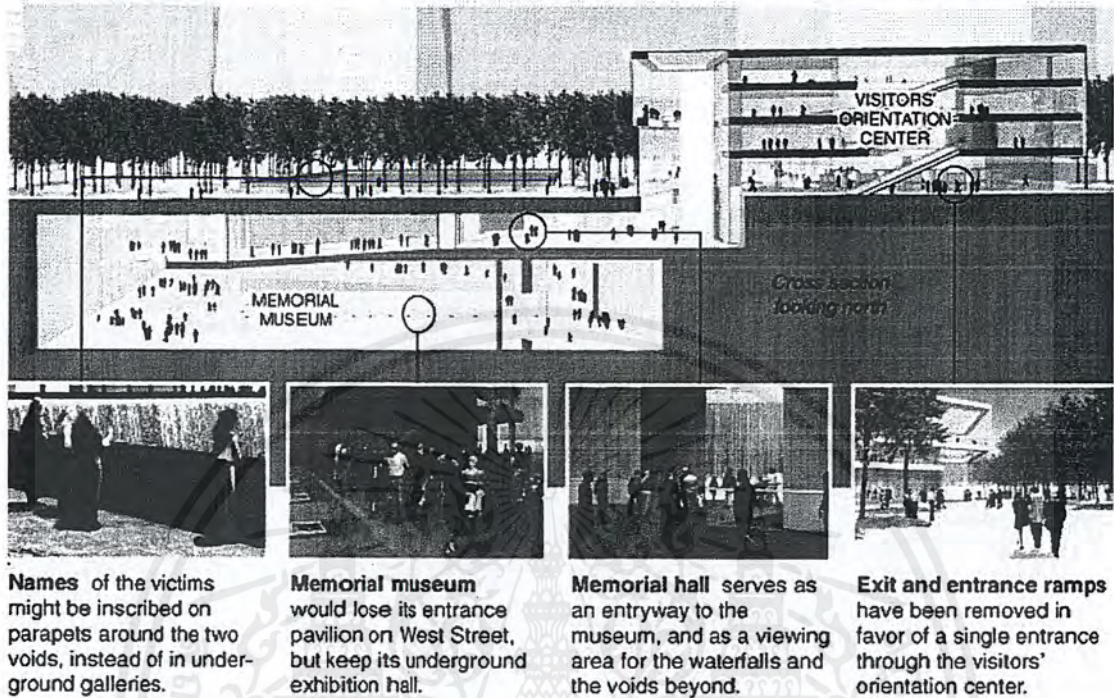 VISITORS'
ORIENTATION
CENTER
MEMORIAL
MUSEUM
Cross section
looking north
Names of the victims
might be inscribed on
parapets around the two
voids, instead of in under-
ground galleries.
Memorial museum
would lose its entrance
pavilion on West Street,
but keep its underground
exhibition hall.
Memorial hall serves as
an entryway to the
museum, and as a viewing
area for the waterfalls and
the voids beyond.
Exit and entrance ramps
have been removed in
favor of a single entrance
through the visitors'
orientation center.